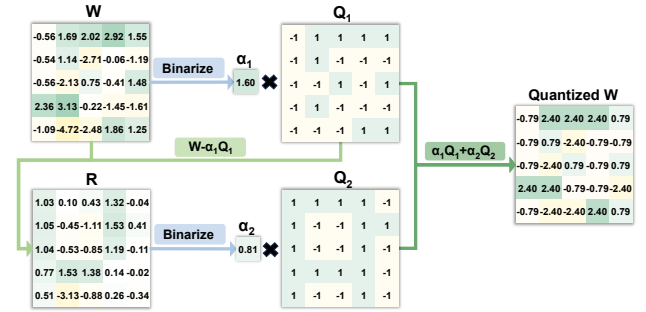 W
-0.56 1.69 2.02 2.92 1.55
-0.54 1.14 -2.71 -0.06 -1.19
-0.56 -2.13 0.75 -0.41 1.48
2.36 3.13 -0.22 -1.45 -1.61
-1.09 -4.72 -2.48 1.86 1.25
Binarize
α1
1.60
✖
Q1
-1 1 1 1 1
-1 1 -1 -1 -1
-1 -1 1 -1 1
1 1 -1 -1 -1
-1 -1 -1 1 1
W-α1Q1
R
1.03 0.10 0.43 1.32 -0.04
1.05 -0.45 -1.11 1.53 0.41
1.04 -0.53 -0.85 1.19 -0.11
0.77 1.53 1.38 0.14 -0.02
0.51 -3.13 -0.88 0.26 -0.34
Binarize
α2
0.81
✖
Q2
1 1 1 1 -1
1 -1 -1 1 1
1 -1 -1 1 -1
1 1 1 1 -1
1 -1 -1 1 -1
α1Q1+α2Q2
Quantized W
-0.79 2.40 2.40 2.40 0.79
-0.79 0.79 -2.40 -0.79 -0.79
-0.79 -2.40 0.79 -0.79 0.79
2.40 2.40 -0.79 -0.79 -2.40
-0.79 -2.40 -2.40 2.40 0.79